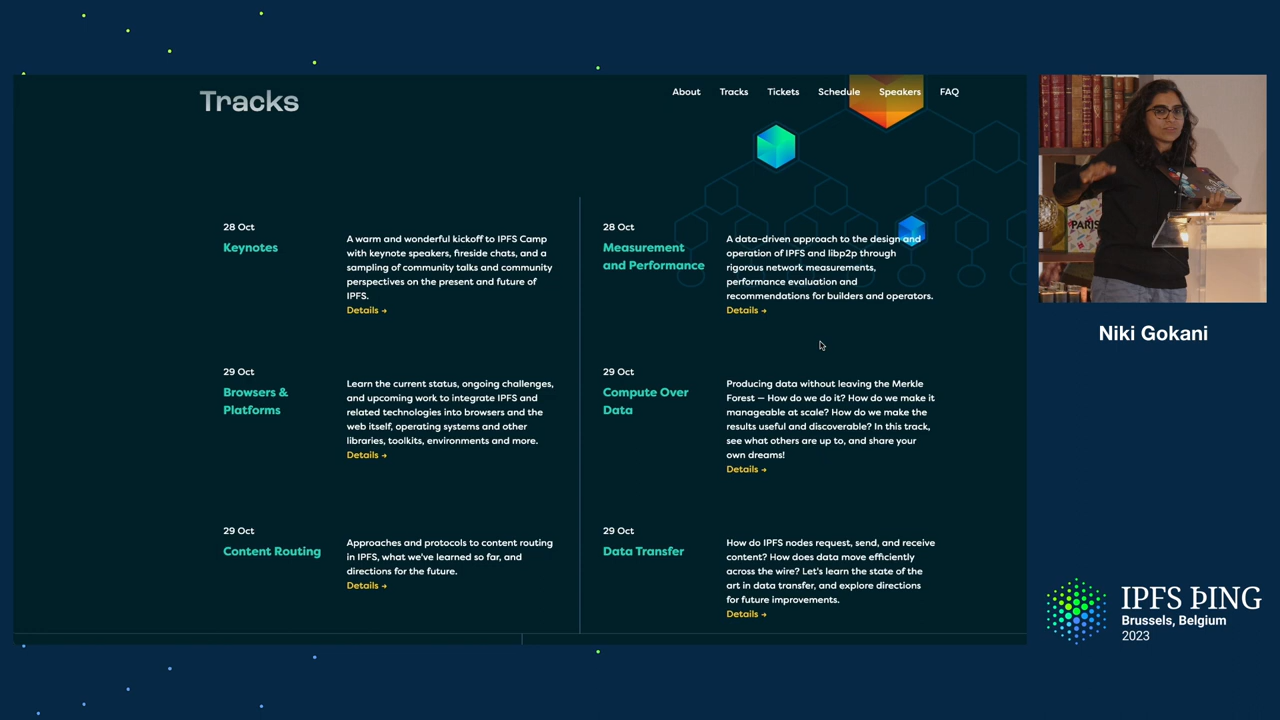 Tracks
About
Tracks
Tickets
Schedule
Speakers
FAQ
28 Oct
Keynotes
A warm and wonderful kickoff to IPFS Camp
with keynote speakers, fireside chats, and a
sampling of community talks and community
perspectives on the present and future of
IPFS.
Details →
28 Oct
Measurement
and Performance
A data-driven approach to the design and
operation of IPFS and libp2p through
rigorous network measurements,
performance evaluation and
recommendations for builders and operators.
Details →
29 Oct
Browsers &
Platforms
Learn the current status, ongoing challenges,
and upcoming work to integrate IPFS and
related technologies into browsers and the
web itself, operating systems and other
libraries, toolkits, environments and more.
Details →
29 Oct
Compute Over
Data
Producing data without leaving the Merkle
Forest — How do we do it? How do we make it
manageable at scale? How do we make the
results useful and discoverable? In this track,
see what others are up to, and share your
own dreams!
Details →
29 Oct
Content Routing
Approaches and protocols to content routing
in IPFS, what we've learned so far, and
directions for the future.
Details →
29 Oct
Data Transfer
How do IPFS nodes request, send, and receive
content? How does data move efficiently
across the wire? Let's learn the state of the
art in data transfer, and explore directions
for future improvements.
Details →
PARIS
Niki Gokani
IPFS ÞING
Brussels, Belgium
2023